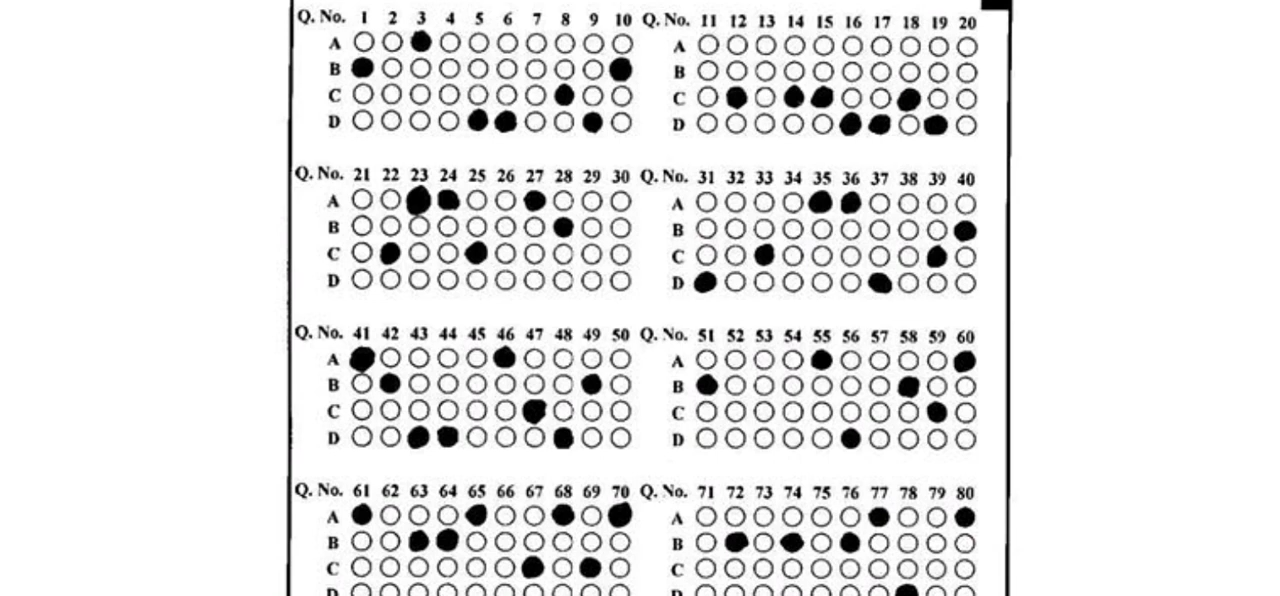 Q. No. 1 2 3 4 5 6 7 8 9 10 Q. No. 11 12 13 14 15 16 17 18 19 20
A A
B B
C C
D D
Q. No. 21 22 23 24 25 26 27 28 29 30 Q. No. 31 32 33 34 35 36 37 38 39 40
A A
B B
C C
D D
Q. No. 41 42 43 44 45 46 47 48 49 50 Q. No. 51 52 53 54 55 56 57 58 59 60
A A
B B
C C
D D
Q. No. 61 62 63 64 65 66 67 68 69 70 Q. No. 71 72 73 74 75 76 77 78 79 80
A A
B B
C C
D D